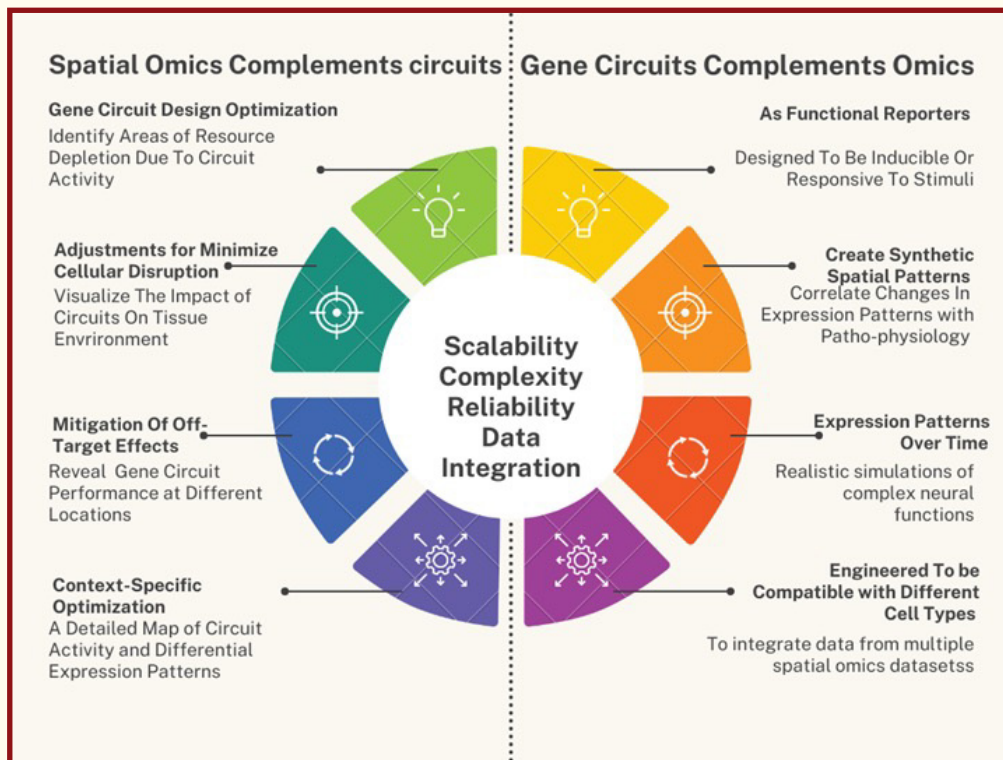 Spatial Omics Complements circuits
Gene Circuit Design Optimization
Identify Areas of Resource
Depletion Due To Circuit
Activity
Adjustments for Minimize
Cellular Disruption
Visualize The Impact of
Circuits On Tissue
Envrironment
Mitigation Of Off-
Target Effects
Reveal Gene Circuit
Performance at Different
Locations
Context-Specific
Optimization
A Detailed Map of Circuit
Activity and Differential
Expression Patterns
Scalability
Complexity
Reliability
Data
Integration
Gene Circuits Complements Omics
As Functional Reporters
Designed To Be Inducible Or
Responsive To Stimuli
Create Synthetic
Spatial Patterns
Correlate Changes In
Expression Patterns with
Patho-physiology
Expression Patterns
Over Time
Realistic simulations of
complex neural
functions
Engineered To be
Compatible with Different
Cell Types
To integrate data from multiple
spatial omics datasetss